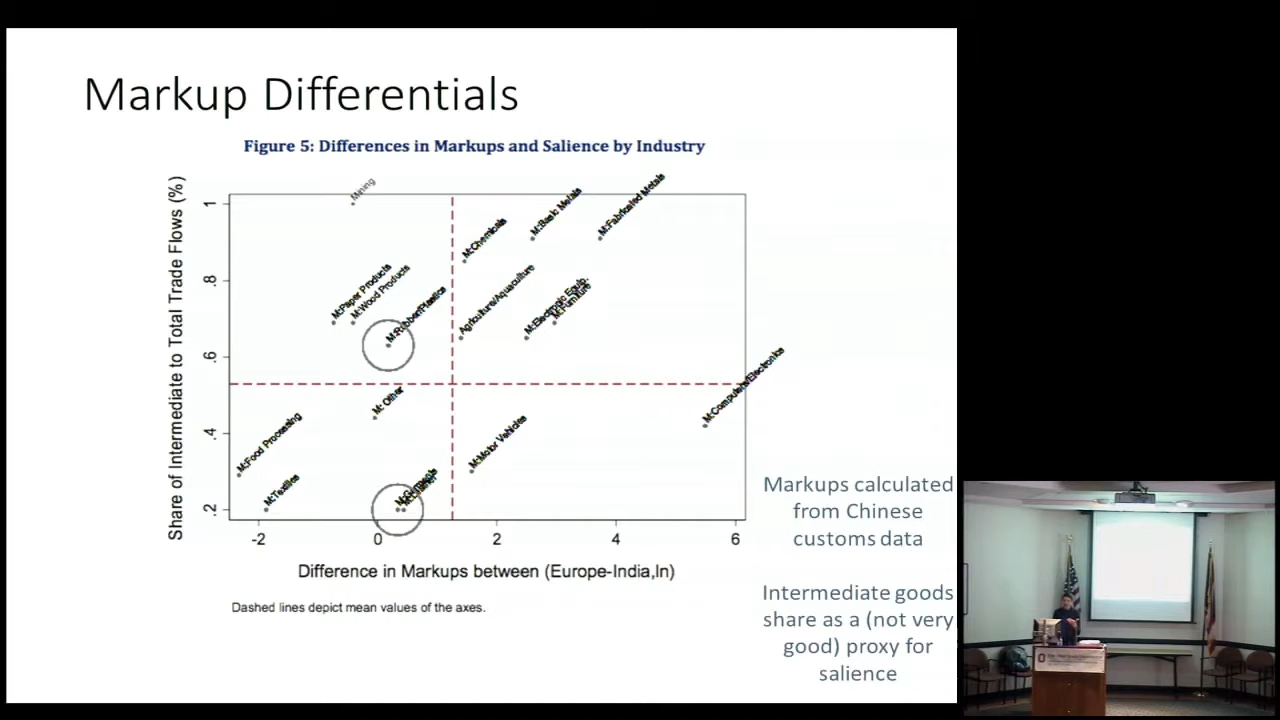 Markup Differentials
Figure 5: Differences in Markups and Salience by Industry
Share of Intermediate to Total Trade Flows (%)
1
.8
.6
.4
.2
Mining
M:Paper Products
M:Wood Products
M:Rubber/Plastics
M:Chemicals
M:Basic Metals
M:Fabricated Metals
Agriculture/Aquaculture
M:Electronic Equip.
M:Furniture
M:Computers/Electronics
M: Other
M:Motor Vehicles
M:Food Processing
M:Textiles
-2
0
2
4
6
Difference in Markups between (Europe-India,ln)
Dashed lines depict mean values of the axes.
Markups calculated
from Chinese
customs data
Intermediate goods
share as a (not very
good) proxy for
salience